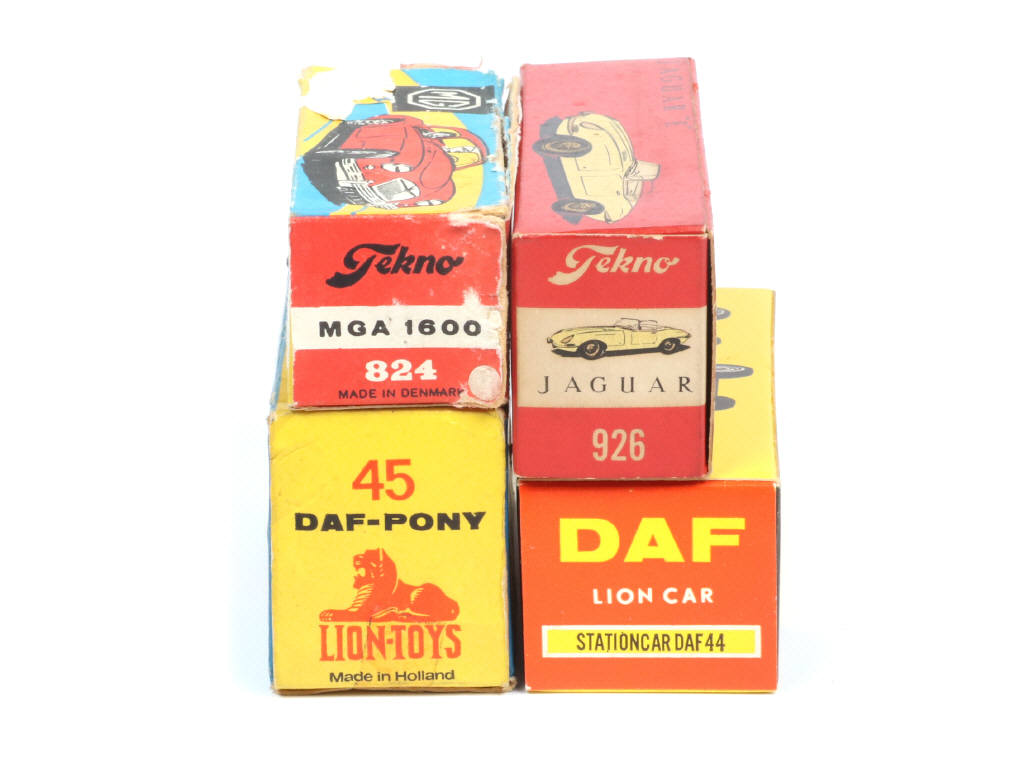 MG
Tekno
MGA 1600
824
MADE IN DENMARK
JAGUAR E
Tekno
JAGUAR
926
45
DAF-PONY
LION-TOYS
Made in Holland
DAF
LION CAR
STATIONCAR DAF 44